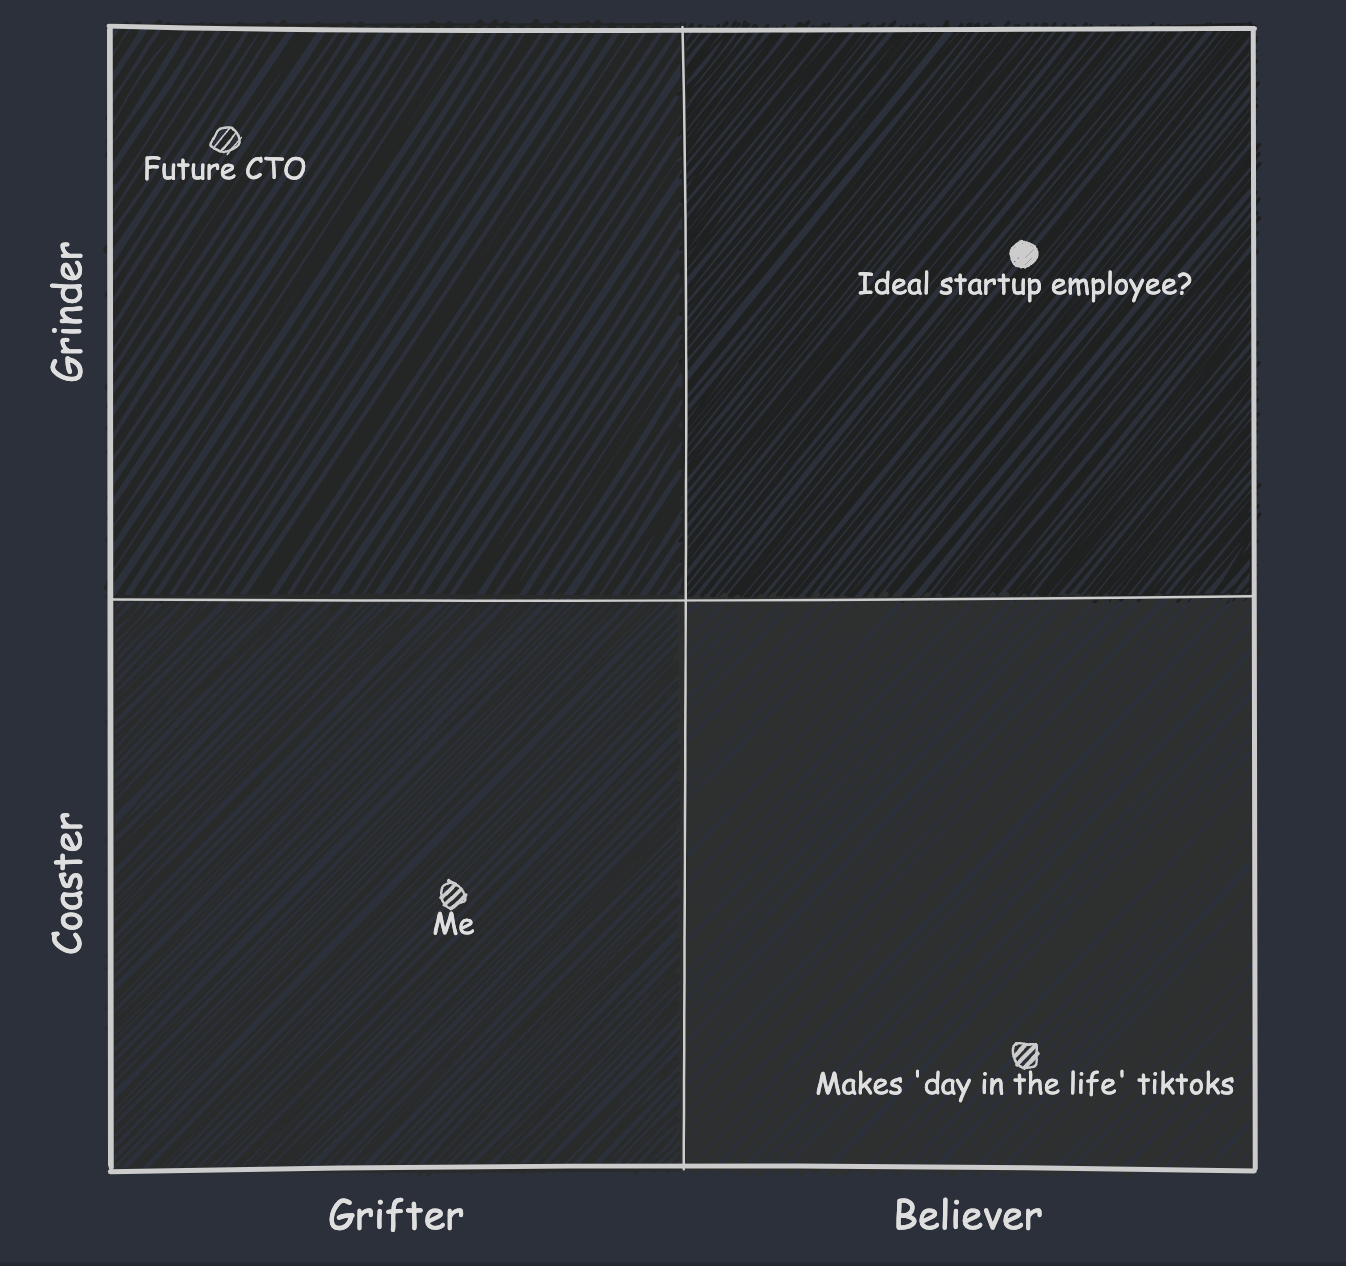 Future CTO
Ideal startup employee?
Grinder
Coaster
Me
Makes 'day in the life' tiktoks
Grifter
Believer